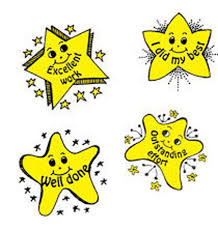 Excellent
work
I did my best
Well done
Outstanding
effort